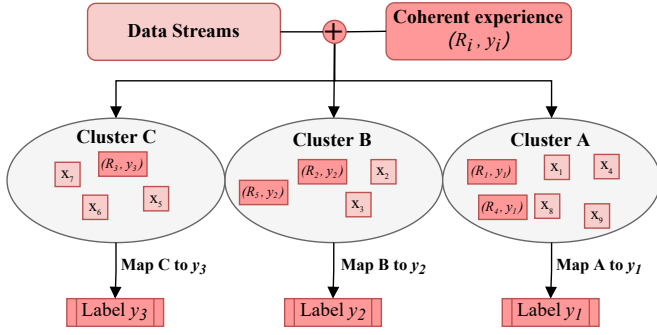 Data Streams
+
Coherent experience
(R_i, y_i)
Cluster C
(R_3, y_3)
x_7
x_6
x_5
Cluster B
(R_2, y_2)
x_2
(R_5, y_2)
x_3
Cluster A
(R_1, y_1)
x_1
x_4
(R_4, y_1)
x_8
x_9
Map C to y_3
Map B to y_2
Map A to y_1
Label y_3
Label y_2
Label y_1